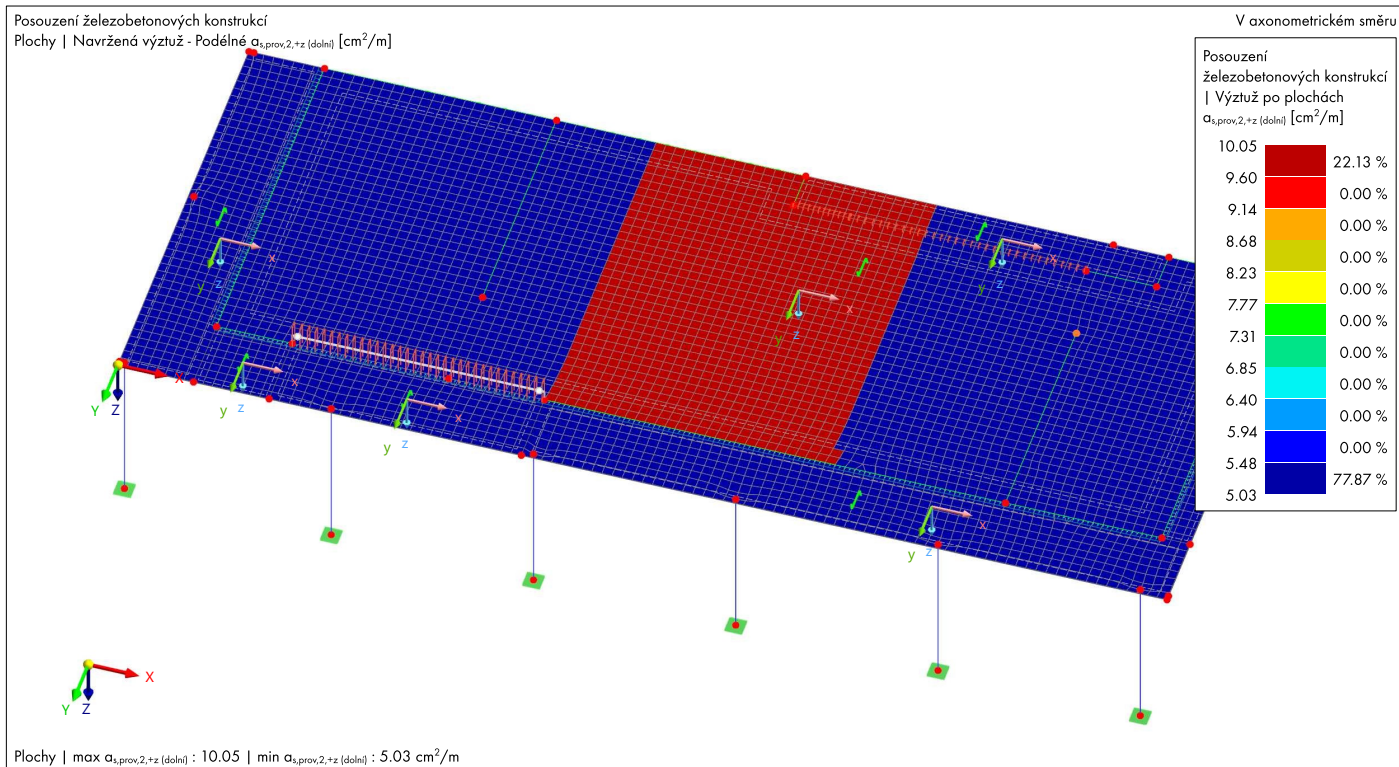 Posouzení železobetonových konstrukcí
Plochy | Navržená výztuž - Podélné as,prov,2,+z (dolní) [cm²/m]
V axonometrickém směru
Posouzení
železobetonových konstrukcí
| Výztuž po plochách
as,prov,2,+z (dolní) [cm²/m]
10.05
22.13 %
9.60
0.00 %
9.14
0.00 %
8.68
0.00 %
8.23
0.00 %
7.77
0.00 %
7.31
0.00 %
6.85
0.00 %
6.40
0.00 %
5.94
0.00 %
5.48
77.87 %
5.03
x
y
z
x
y
z
x
y
z
X
Y
Z
x
y
z
x
y
z
x
y
z
X
Y
Z
Plochy | max as,prov,2,+z (dolní) : 10.05 | min as,prov,2,+z (dolní) : 5.03 cm²/m